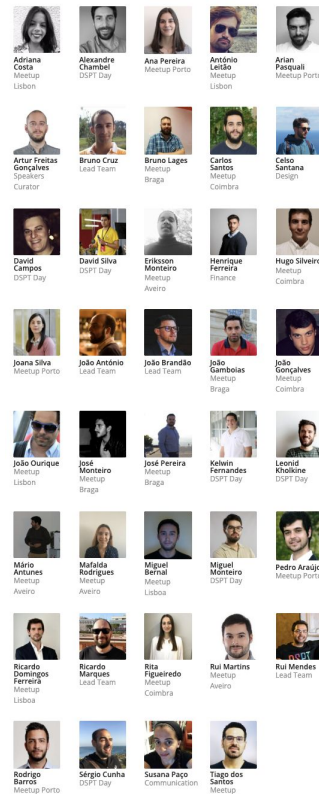 Adriana
Costa
Meetup
Lisbon
Alexandre
Chambel
DSPT Day
Ana Pereira
Meetup Porto
António
Leitão
Meetup
Lisbon
Arian
Pasquali
Meetup Porto
Artur Freitas
Gonçalves
Speakers
Curator
Bruno Cruz
Lead Team
Bruno Lages
Meetup
Braga
Carlos
Santos
Meetup
Coimbra
Celso
Santana
Design
David
Campos
DSPT Day
David Silva
DSPT Day
Eriksson
Monteiro
Meetup
Aveiro
Henrique
Ferreira
Finance
Hugo Silveiro
Meetup
Coimbra
Joana Silva
Meetup Porto
João António
Lead Team
João Brandão
Lead Team
João
Gamboias
Meetup
Braga
João
Gonçalves
Meetup
Coimbra
João Ourique
Meetup
Lisbon
José
Monteiro
Meetup
Braga
José Pereira
Meetup
Braga
Kelwin
Fernandes
DSPT Day
Leonid
Kholkine
DSPT Day
Mário
Antunes
Meetup
Aveiro
Mafalda
Rodrigues
Meetup
Aveiro
Miguel
Bernal
Meetup
Lisboa
Miguel
Monteiro
DSPT Day
Pedro Araújo
Meetup Porto
Ricardo
Domingos
Ferreira
Meetup
Lisboa
Ricardo
Marques
Lead Team
Rita
Figueiredo
Meetup
Coimbra
Rui Martins
Meetup
Aveiro
Rui Mendes
Lead Team
Rodrigo
Barros
Meetup Porto
Sérgio Cunha
DSPT Day
Susana Paço
Communication
Tiago dos
Santos
Meetup